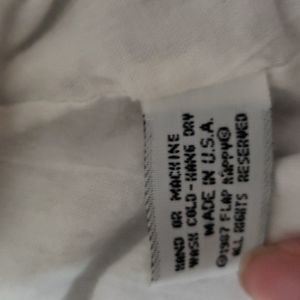 HAND OR MACHINE
WASH COLD-HANG DRY
MADE IN U.S.A.
©1987 FLAP HAPPY®
ALL RIGHTS RESERVED